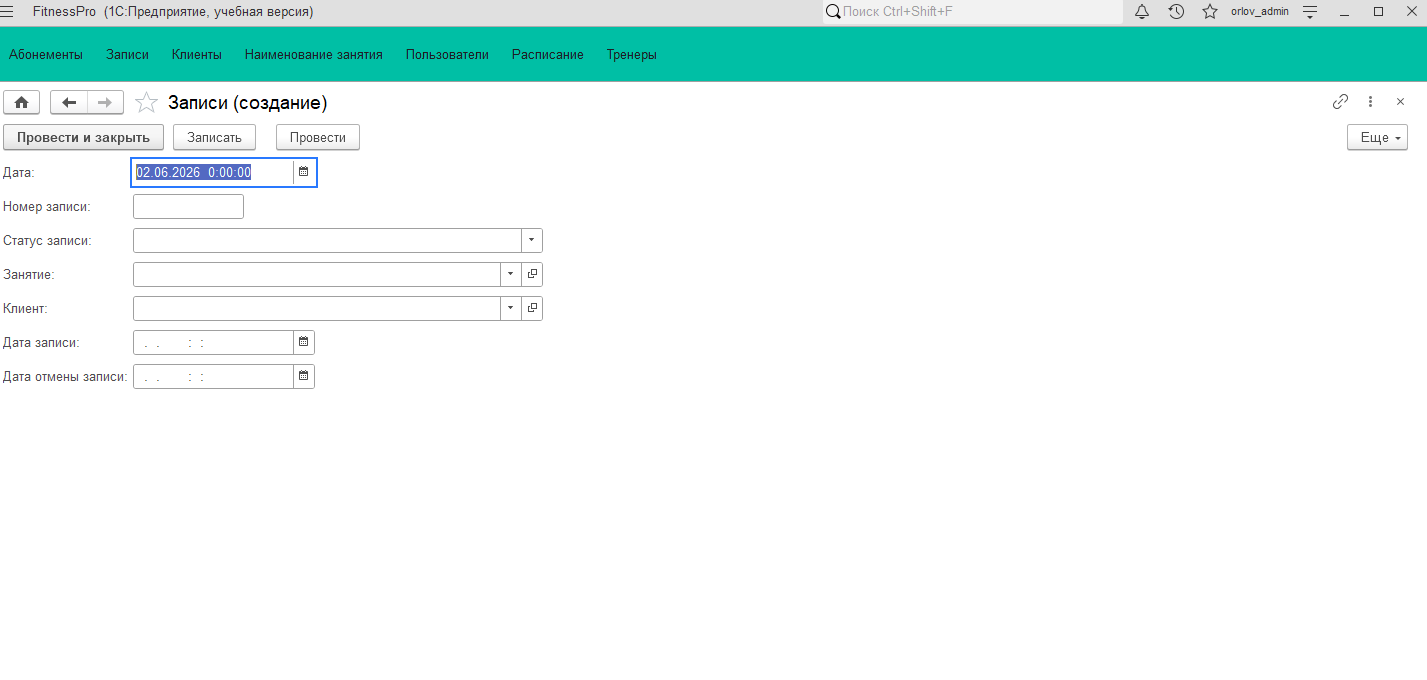 FitnessPro (1С:Предприятие, учебная версия) Поиск Ctrl+Shift+F orlov_admin
Абонементы Записи Клиенты Наименование занятия Пользователи Расписание Тренеры
Записи (создание)
Провести и закрыть Записать Провести Еще
Дата: 02.06.2026 0:00:00
Номер записи:
Статус записи:
Занятие:
Клиент:
Дата записи: . . : :
Дата отмены записи: . . : :